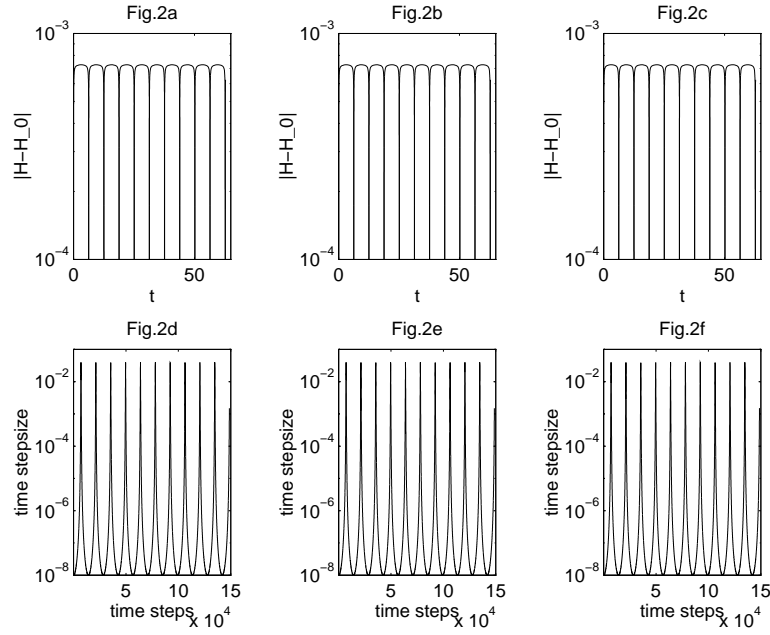 Fig.2a
Fig.2b
Fig.2c
10^-3
10^-3
10^-3
|H−H_0|
|H−H_0|
|H−H_0|
10^-4
10^-4
10^-4
0 50
0 50
0 50
t
t
t
Fig.2d
Fig.2e
Fig.2f
10^-2
10^-4
10^-6
10^-8
time stepsize
10^-2
10^-4
10^-6
10^-8
time stepsize
10^-2
10^-4
10^-6
10^-8
time stepsize
5 10 15
5 10 15
5 10 15
time steps x 10^4
time steps x 10^4
time steps x 10^4